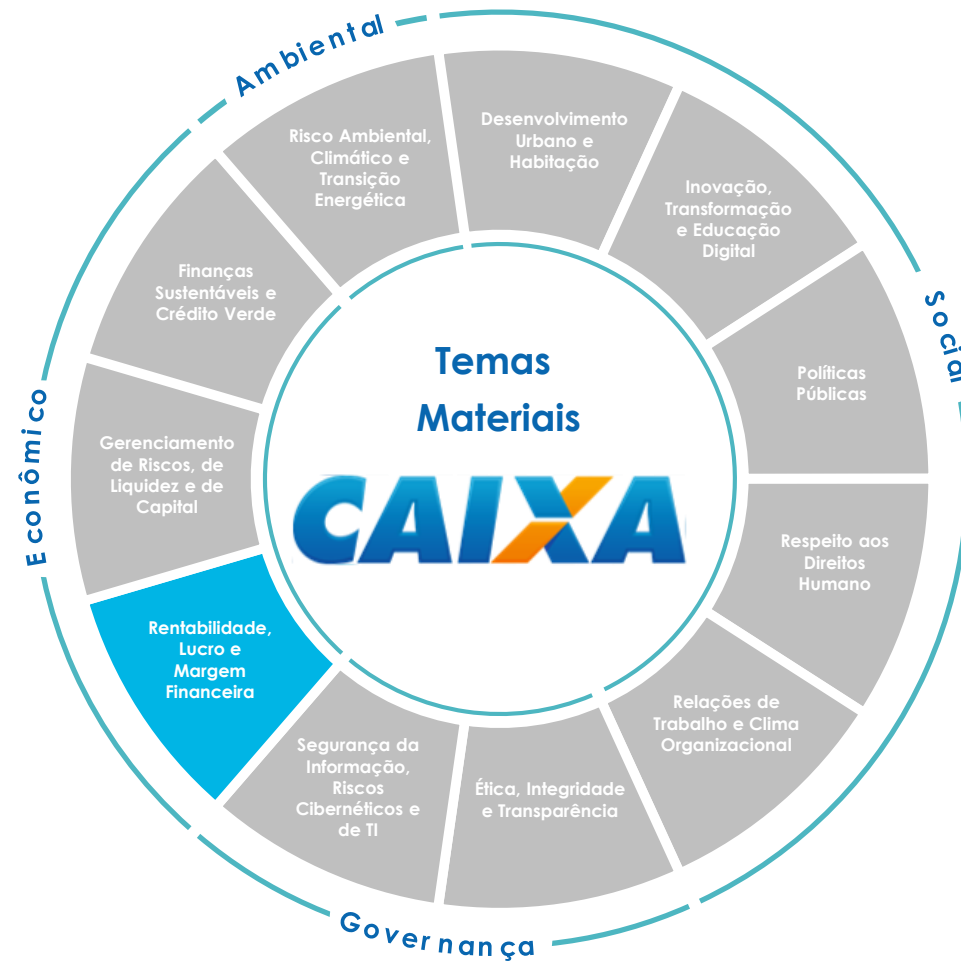 Ambiental
Social
Governança
Econômico
Desenvolvimento
Urbano e
Habitação
Inovação,
Transformação
e Educação
Digital
Políticas
Públicas
Respeito aos
Direitos
Humano
Relações de
Trabalho e Clima
Organizacional
Ética, Integridade
e Transparência
Segurança da
Informação,
Riscos
Cibernéticos e
de TI
Rentabilidade,
Lucro e
Margem
Financeira
Gerenciamento
de Riscos, de
Liquidez e de
Capital
Finanças
Sustentáveis e
Crédito Verde
Risco Ambiental,
Climático e
Transição
Energética
Temas
Materiais
CAIXA